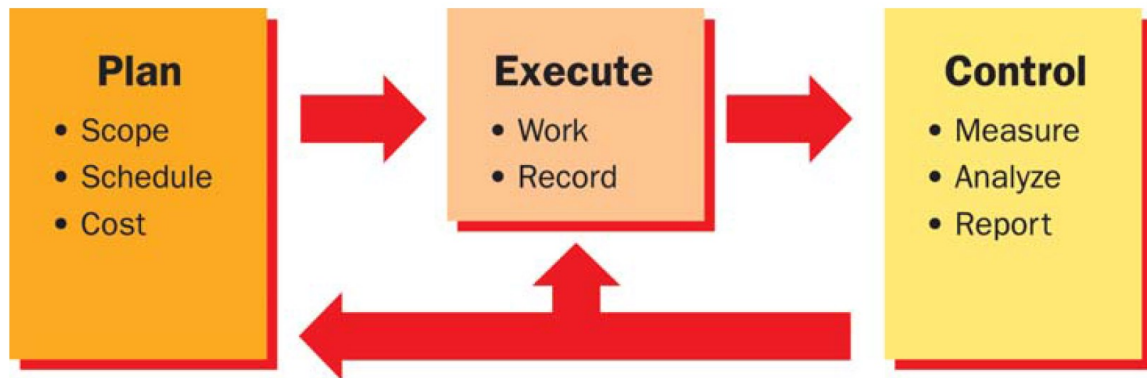 Plan
• Scope
• Schedule
• Cost
Execute
• Work
• Record
Control
• Measure
• Analyze
• Report